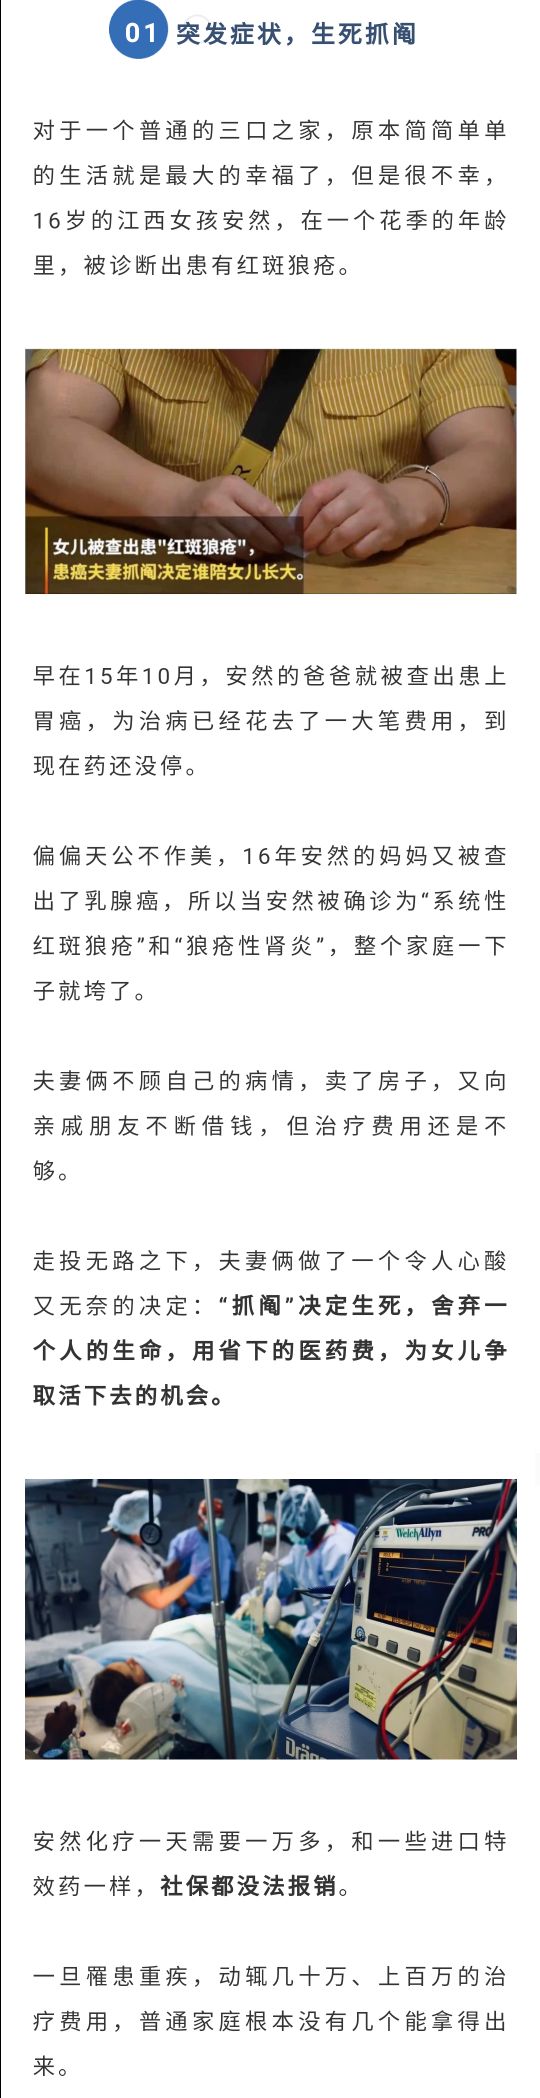 01 突发症状，生死抓阄
对于一个普通的三口之家，原本简简单单
的生活就是最大的幸福了，但是很不幸，
16岁的江西女孩安然，在一个花季的年龄
里，被诊断出患有红斑狼疮。
R
女儿被查出患"红斑狼疮"，
患癌夫妻抓阄决定谁陪女儿长大。
早在15年10月，安然的爸爸就被查出患上
胃癌，为治病已经花去了一大笔费用，到
现在药还没停。
偏偏天公不作美，16年安然的妈妈又被查
出了乳腺癌，所以当安然被确诊为“系统性
红斑狼疮”和“狼疮性肾炎”，整个家庭一下
子就垮了。
夫妻俩不顾自己的病情，卖了房子，又向
亲戚朋友不断借钱，但治疗费用还是不
够。
走投无路之下，夫妻俩做了一个令人心酸
又无奈的决定：“抓阄”决定生死，舍弃一
个人的生命，用省下的医药费，为女儿争
取活下去的机会。
WelchAllyn PRO
Dräg
安然化疗一天需要一万多，和一些进口特
效药一样，社保都没法报销。
一旦罹患重疾，动辄几十万、上百万的治
疗费用，普通家庭根本没有几个能拿得出
来。